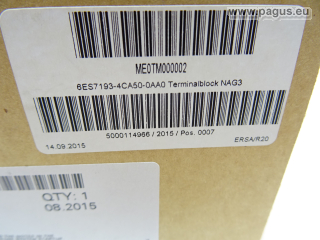 www.pagus.eu
ME0TM000002
6ES7193-4CA50-0AA0 Terminalblock NAG3
5000114966 / 2015 / Pos. 0007
14.09.2015
ERSA/R20
QTY: 1
08.2015